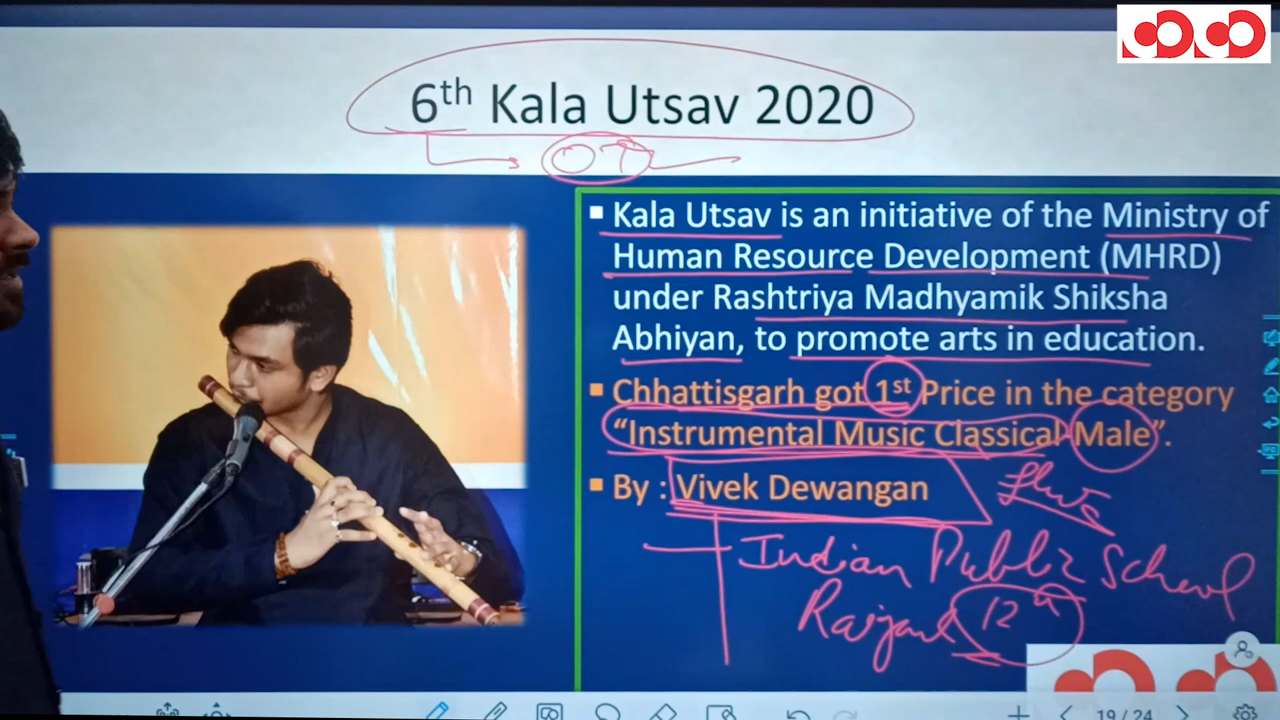 6th Kala Utsav 2020
▪ Kala Utsav is an initiative of the Ministry of
Human Resource Development (MHRD)
under Rashtriya Madhyamik Shiksha
Abhiyan, to promote arts in education.
▪ Chhattisgarh got 1st Price in the category
“Instrumental Music Classical-Male”.
▪ By : Vivek Dewangan
Indian Public School
12th
19/24